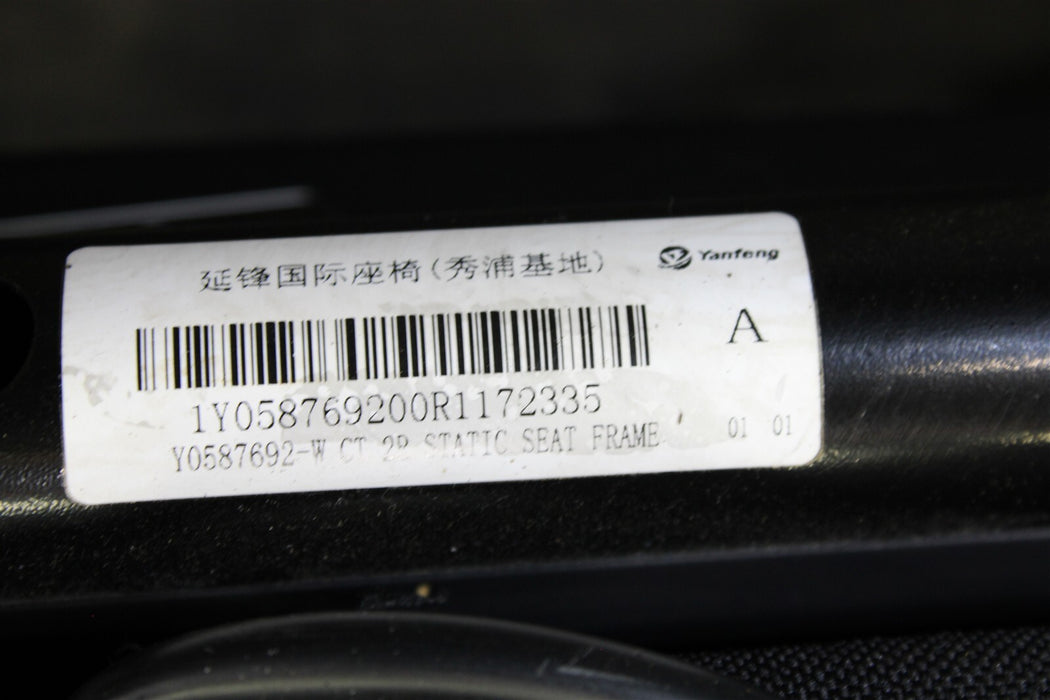 延锋国际座椅(秀浦基地)
Yanfeng
A
1Y058769200R1172335
Y0587692-W CT 2R STATIC SEAT FRAME
01 01